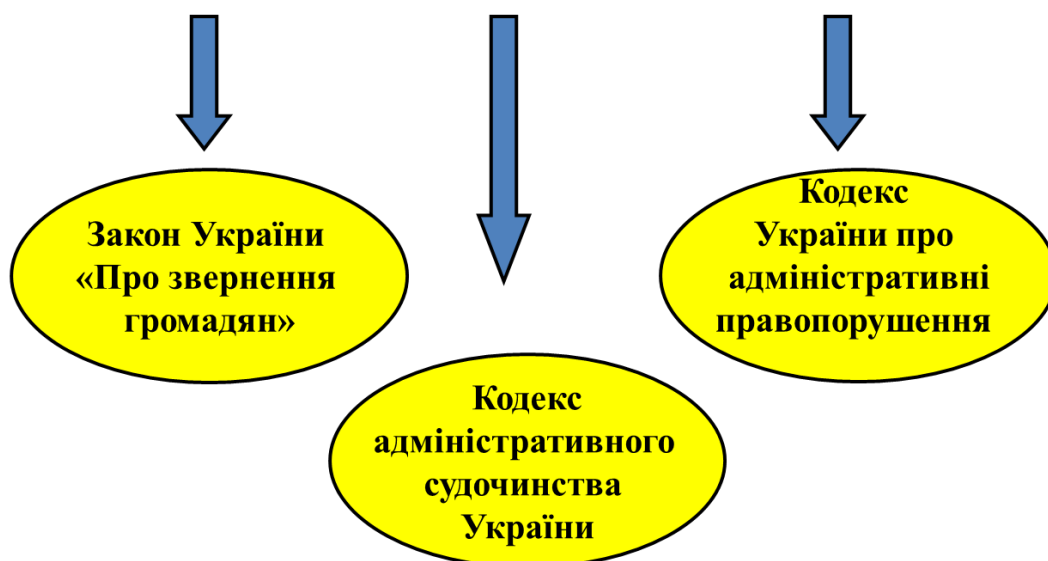 Закон України
«Про звернення
громадян»
Кодекс
адміністративного
судочинства
України
Кодекс
України про
адміністративні
правопорушення